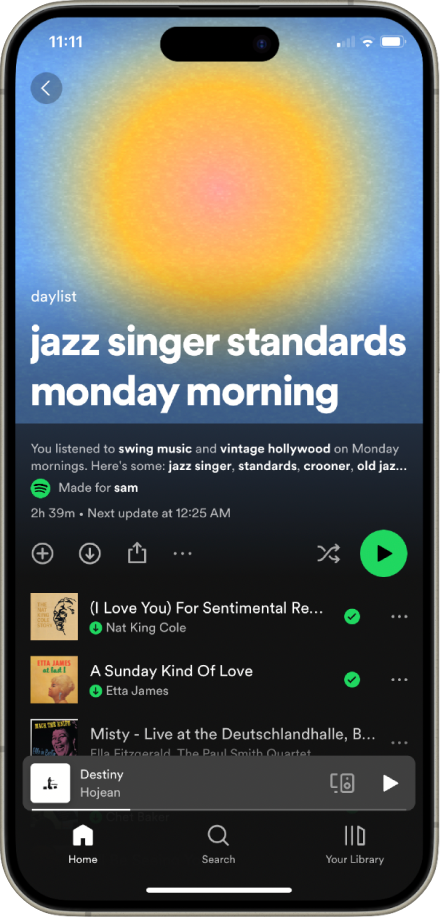 11:11
daylist
jazz singer standards
monday morning
You listened to swing music and vintage hollywood on Monday
mornings. Here's some: jazz singer, standards, crooner, old jaz...
Made for sam
2h 39m • Next update at 12:25 AM
(I Love You) For Sentimental Re...
Nat King Cole
ETTA JAMES
at last!
A Sunday Kind Of Love
Etta James
MACK THE KNIFE
Misty - Live at the Deutschlandhalle, B...
Ella Fitzgerald, The Paul Smith Quartet
Destiny
Hojean
Chet Baker
Home
Search
Your Library